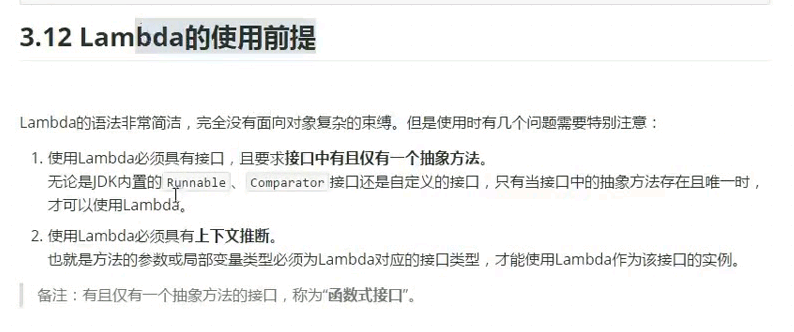 3.12 Lambda的使用前提
Lambda的语法非常简洁，完全没有面向对象复杂的束缚。但是使用时有几个问题需要特别注意：
1. 使用Lambda必须具有接口，且要求接口中有且仅有一个抽象方法。
无论是JDK内置的 Runnable 、 Comparator 接口还是自定义的接口，只有当接口中的抽象方法存在且唯一时，
才可以使用Lambda。
2. 使用Lambda必须具有上下文推断。
也就是方法的参数或局部变量类型必须为Lambda对应的接口类型，才能使用Lambda作为该接口的实例。
备注：有且仅有一个抽象方法的接口，称为“函数式接口”。